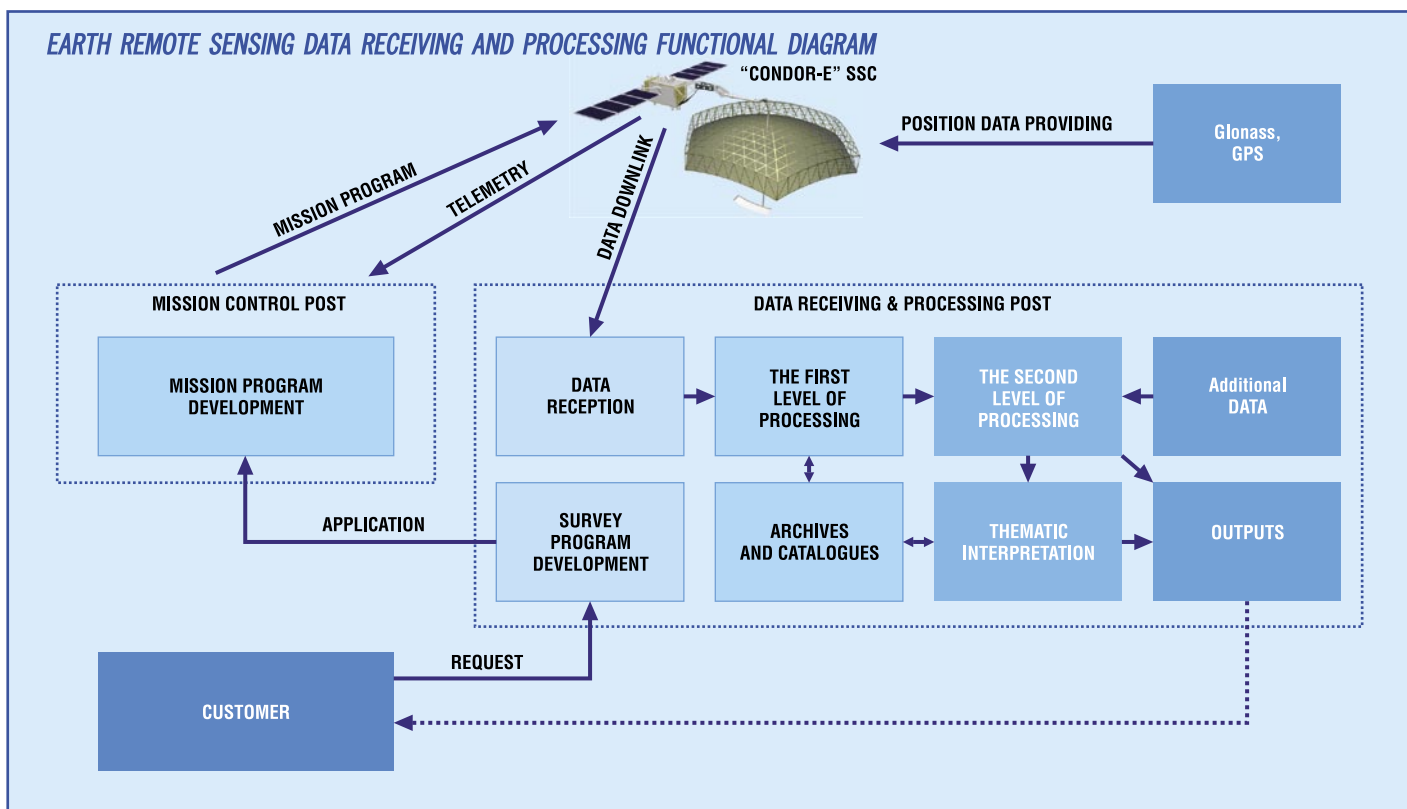 EARTH REMOTE SENSING DATA RECEIVING AND PROCESSING FUNCTIONAL DIAGRAM
“CONDOR-E” SSC
POSITION DATA PROVIDING
Glonass,
GPS
MISSION PROGRAM
TELEMETRY
DATA DOWNLINK
MISSION CONTROL POST
MISSION PROGRAM
DEVELOPMENT
DATA RECEIVING & PROCESSING POST
DATA
RECEPTION
THE FIRST
LEVEL OF
PROCESSING
THE SECOND
LEVEL OF
PROCESSING
Additional
DATA
APPLICATION
SURVEY
PROGRAM
DEVELOPMENT
ARCHIVES
AND CATALOGUES
THEMATIC
INTERPRETATION
OUTPUTS
REQUEST
CUSTOMER